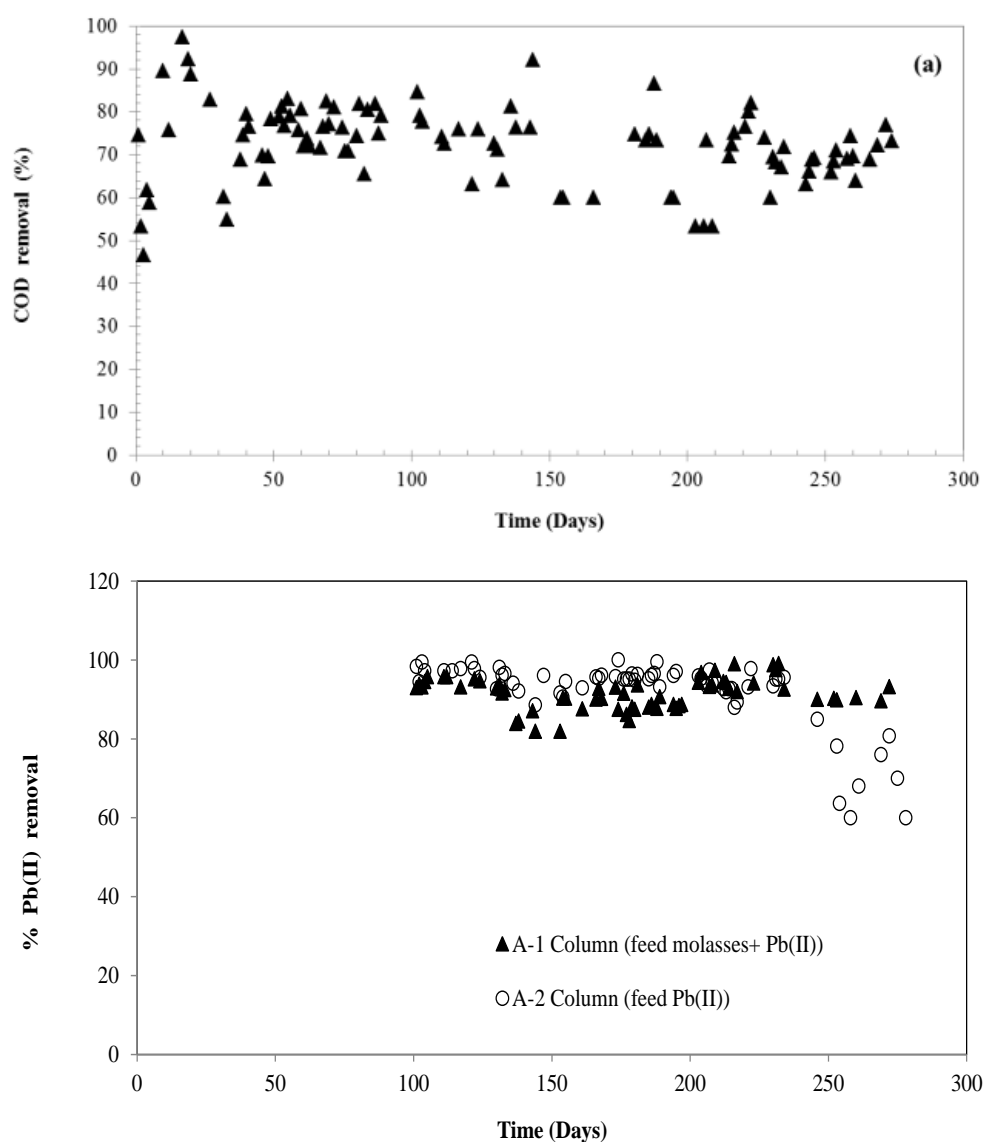 100
90
80
70
60
50
40
30
20
10
0
COD removal (%)
(a)
0 50 100 150 200 250 300
Time (Days)
120
100
80
60
40
20
0
% Pb(II) removal
A-1 Column (feed molasses+ Pb(II))
A-2 Column (feed Pb(II))
0 50 100 150 200 250 300
Time (Days)